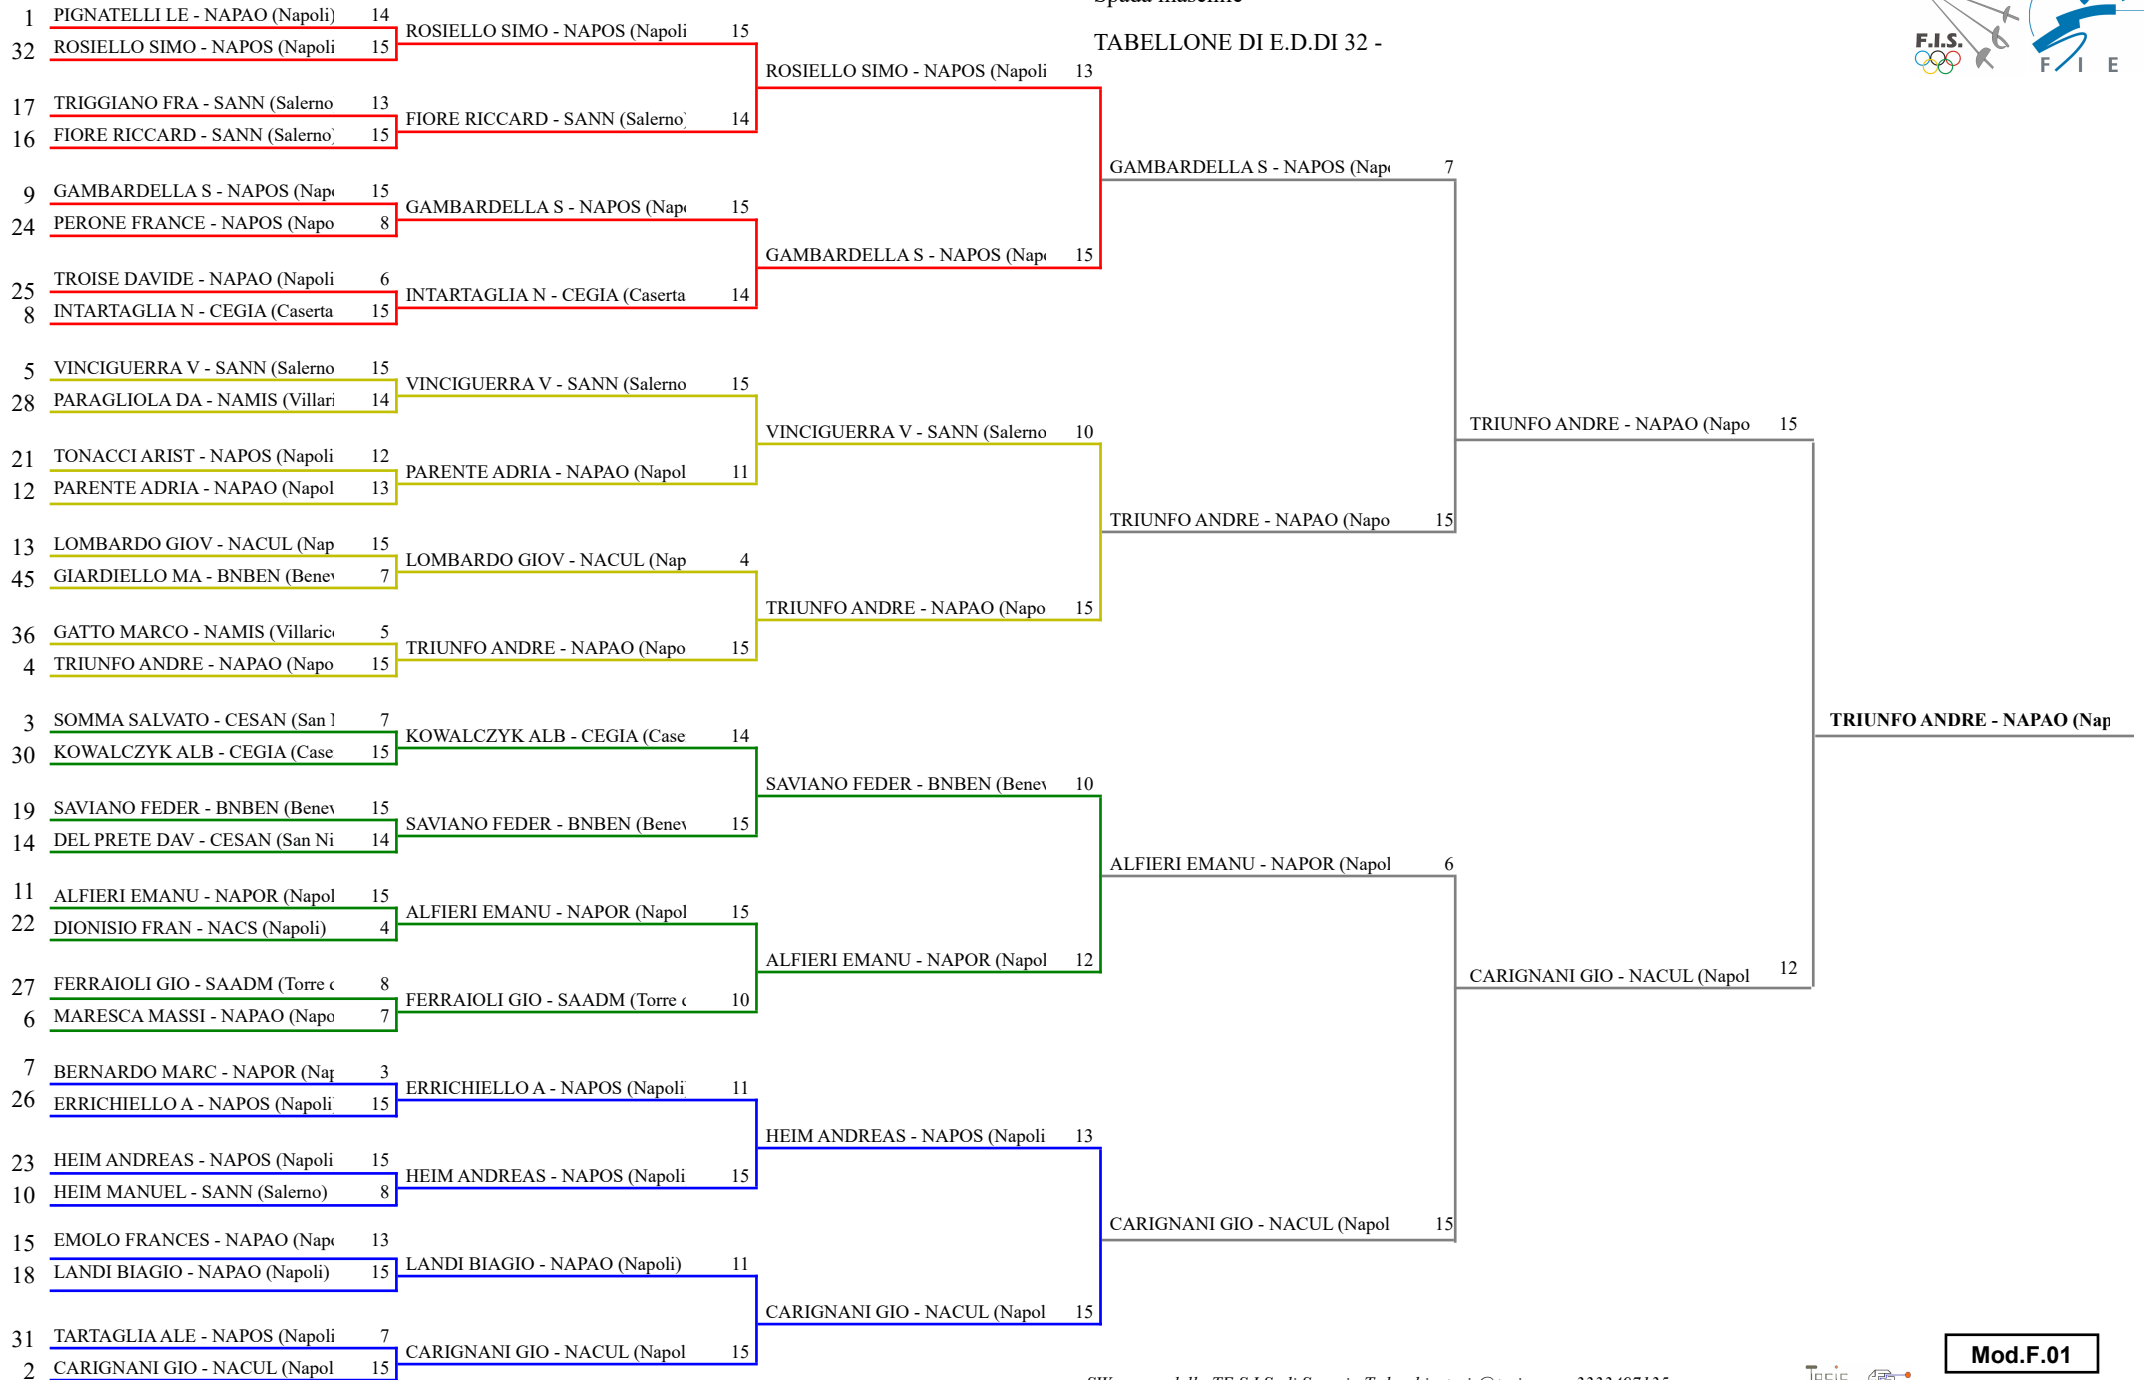 Spada maschile
TABELLONE DI E.D.DI 32 -
F.I.S.
F I E
1 PIGNATELLI LE - NAPAO (Napoli) 14
32 ROSIELLO SIMO - NAPOS (Napoli 15
17 TRIGGIANO FRA - SANN (Salerno 13
16 FIORE RICCARD - SANN (Salerno) 15
9 GAMBARDELLA S - NAPOS (Nap 15
24 PERONE FRANCE - NAPOS (Napo 8
25 TROISE DAVIDE - NAPAO (Napoli 6
8 INTARTAGLIA N - CEGIA (Caserta 15
5 VINCIGUERRA V - SANN (Salerno 15
28 PARAGLIOLA DA - NAMIS (Villari 14
21 TONACCI ARIST - NAPOS (Napoli 12
12 PARENTE ADRIA - NAPAO (Napol 13
13 LOMBARDO GIOV - NACUL (Nap 15
45 GIARDIELLO MA - BNBEN (Benev 7
36 GATTO MARCO - NAMIS (Villaric 5
4 TRIUNFO ANDRE - NAPAO (Napo 15
3 SOMMA SALVATO - CESAN (San 7
30 KOWALCZYK ALB - CEGIA (Case 15
19 SAVIANO FEDER - BNBEN (Benev 15
14 DEL PRETE DAV - CESAN (San Ni 14
11 ALFIERI EMANU - NAPOR (Napol 15
22 DIONISIO FRAN - NACS (Napoli) 4
27 FERRAIOLI GIO - SAADM (Torre 8
6 MARESCA MASSI - NAPAO (Napo 7
7 BERNARDO MARC - NAPOR (Nap 3
26 ERRICHIELLO A - NAPOS (Napoli) 15
23 HEIM ANDREAS - NAPOS (Napoli 15
10 HEIM MANUEL - SANN (Salerno) 8
15 EMOLO FRANCES - NAPAO (Nap 13
18 LANDI BIAGIO - NAPAO (Napoli) 15
31 TARTAGLIA ALE - NAPOS (Napoli 7
2 CARIGNANI GIO - NACUL (Napol 15
ROSIELLO SIMO - NAPOS (Napoli 15
FIORE RICCARD - SANN (Salerno) 14
GAMBARDELLA S - NAPOS (Nap 15
INTARTAGLIA N - CEGIA (Caserta 14
VINCIGUERRA V - SANN (Salerno 15
PARENTE ADRIA - NAPAO (Napol 11
LOMBARDO GIOV - NACUL (Nap 4
TRIUNFO ANDRE - NAPAO (Napo 15
KOWALCZYK ALB - CEGIA (Case 14
SAVIANO FEDER - BNBEN (Benev 15
ALFIERI EMANU - NAPOR (Napol 15
FERRAIOLI GIO - SAADM (Torre 10
ERRICHIELLO A - NAPOS (Napoli) 11
HEIM ANDREAS - NAPOS (Napoli 15
LANDI BIAGIO - NAPAO (Napoli) 11
CARIGNANI GIO - NACUL (Napol 15
ROSIELLO SIMO - NAPOS (Napoli 13
GAMBARDELLA S - NAPOS (Nap 15
VINCIGUERRA V - SANN (Salerno 10
TRIUNFO ANDRE - NAPAO (Napo 15
SAVIANO FEDER - BNBEN (Benev 10
ALFIERI EMANU - NAPOR (Napol 12
HEIM ANDREAS - NAPOS (Napoli 13
CARIGNANI GIO - NACUL (Napol 15
GAMBARDELLA S - NAPOS (Nap 7
TRIUNFO ANDRE - NAPAO (Napo 15
ALFIERI EMANU - NAPOR (Napol 6
CARIGNANI GIO - NACUL (Napol 15
TRIUNFO ANDRE - NAPAO (Napo 15
CARIGNANI GIO - NACUL (Napol 12
TRIUNFO ANDRE - NAPAO (Nap
Mod.F.01